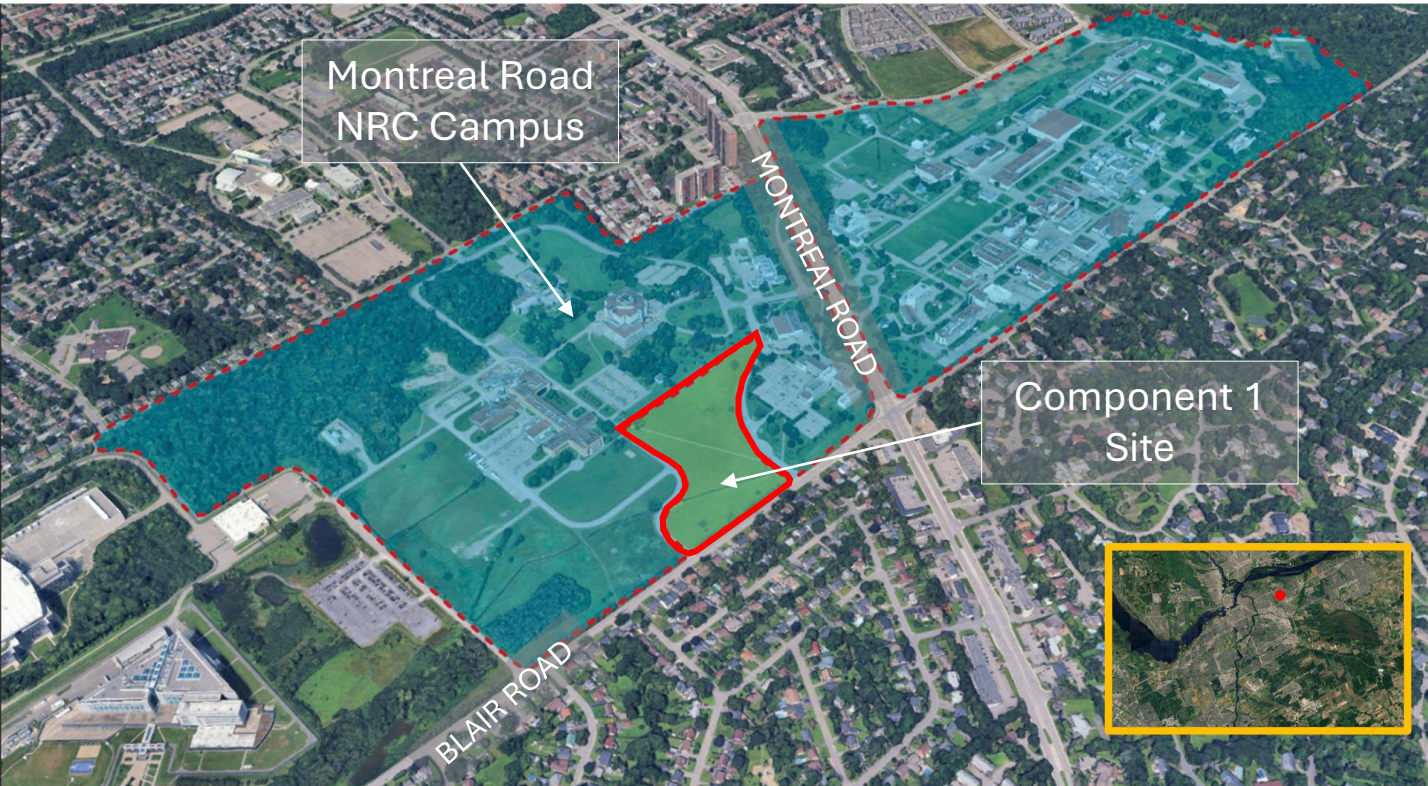 Montreal Road
NRC Campus
MONTREAL ROAD
Component 1
Site
BLAIR ROAD